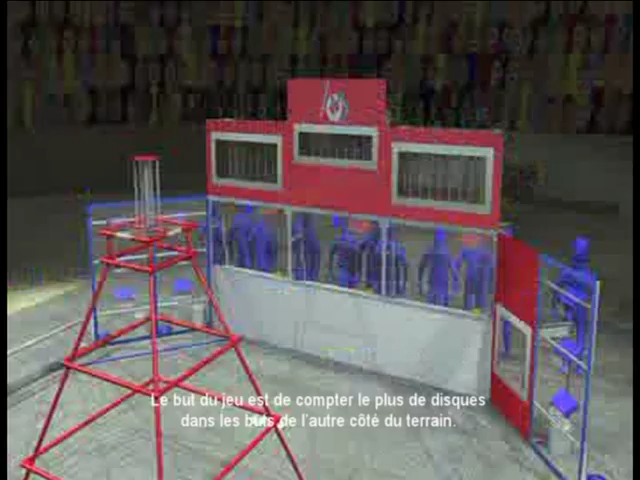 Le but du jeu est de compter le plus de disques
dans les buts de l'autre côté du terrain.